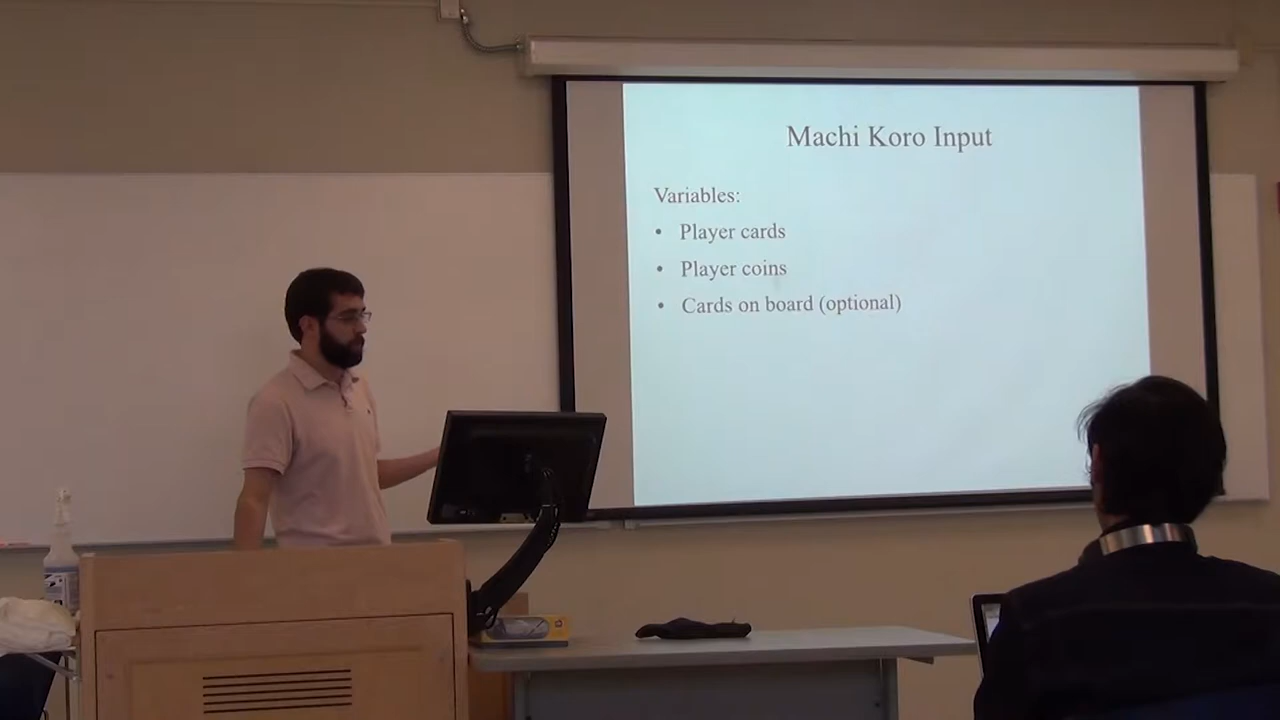 Machi Koro Input
Variables:
• Player cards
• Player coins
• Cards on board (optional)